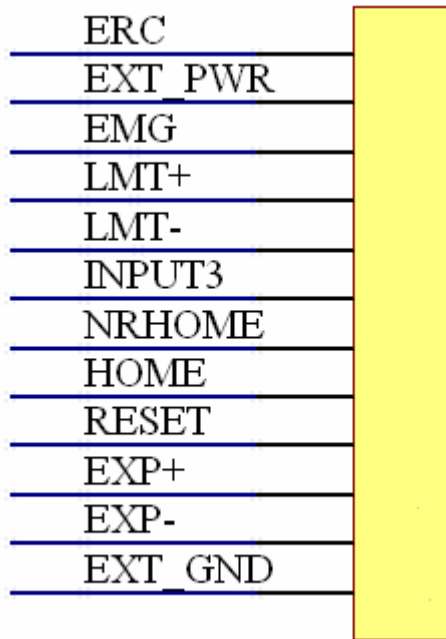 ERC
EXT_PWR
EMG
LMT+
LMT-
INPUT3
NRHOME
HOME
RESET
EXP+
EXP-
EXT_GND